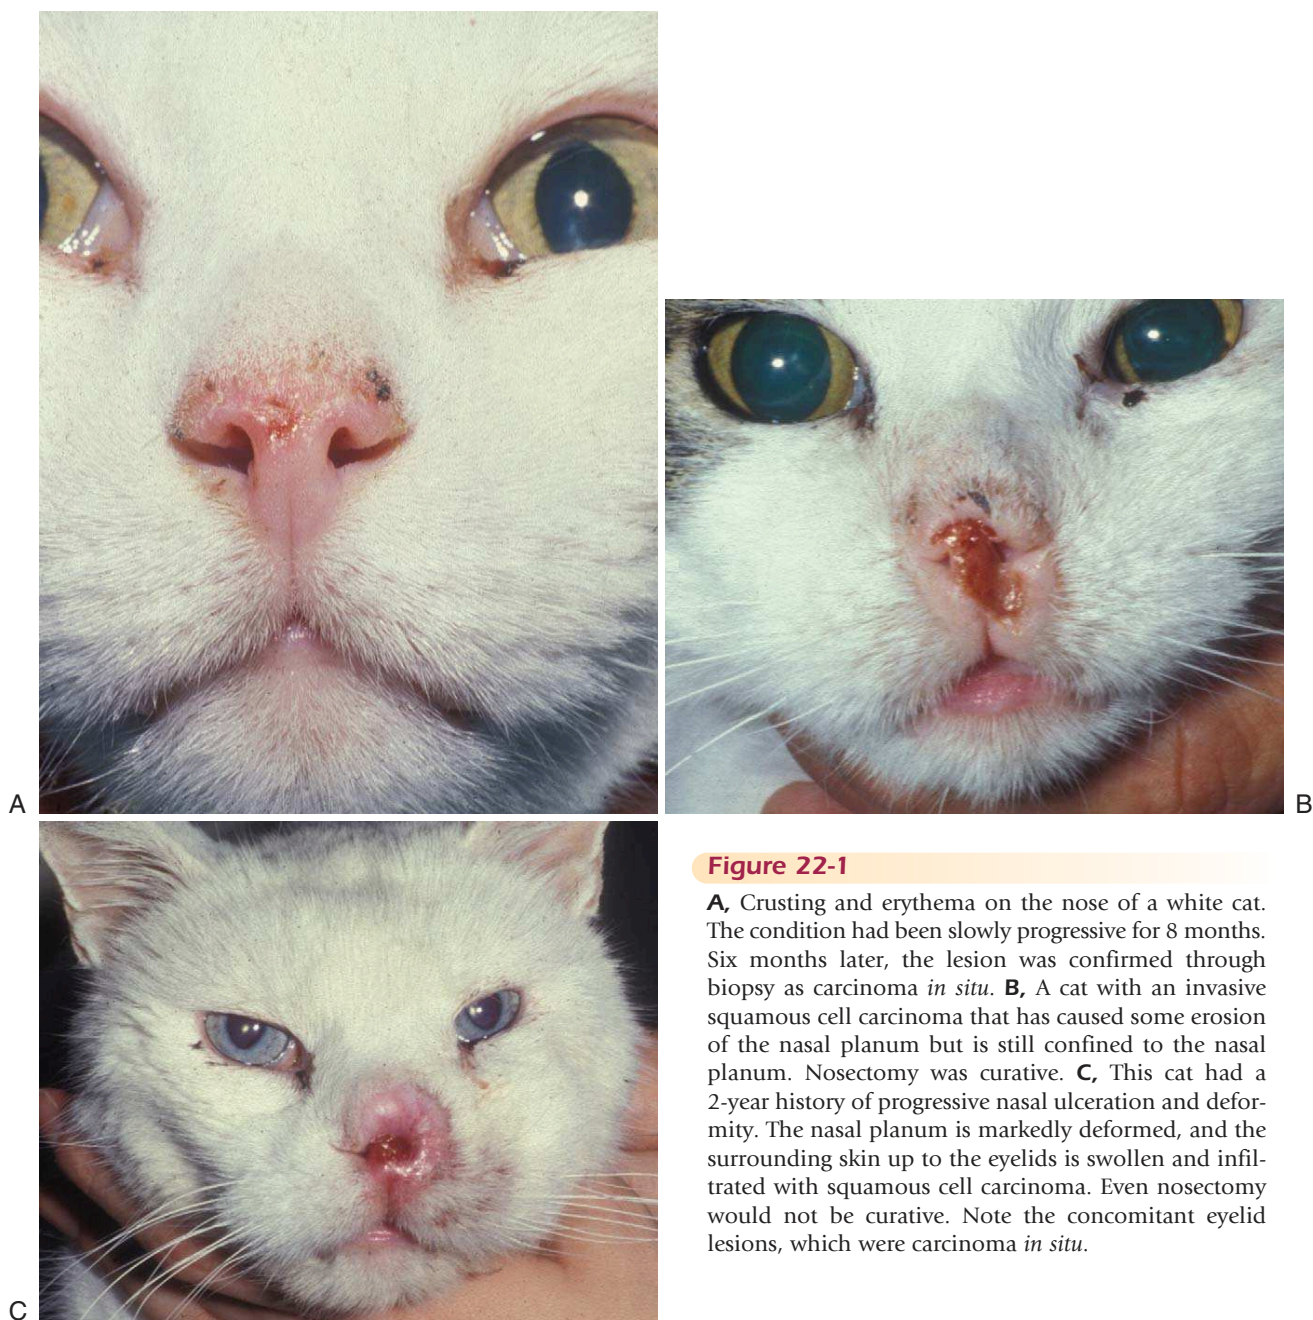 A
B
C
Figure 22-1
A, Crusting and erythema on the nose of a white cat.
The condition had been slowly progressive for 8 months.
Six months later, the lesion was confirmed through
biopsy as carcinoma in situ. B, A cat with an invasive
squamous cell carcinoma that has caused some erosion
of the nasal planum but is still confined to the nasal
planum. Nosectomy was curative. C, This cat had a
2-year history of progressive nasal ulceration and defor-
mity. The nasal planum is markedly deformed, and the
surrounding skin up to the eyelids is swollen and infil-
trated with squamous cell carcinoma. Even nosectomy
would not be curative. Note the concomitant eyelid
lesions, which were carcinoma in situ.